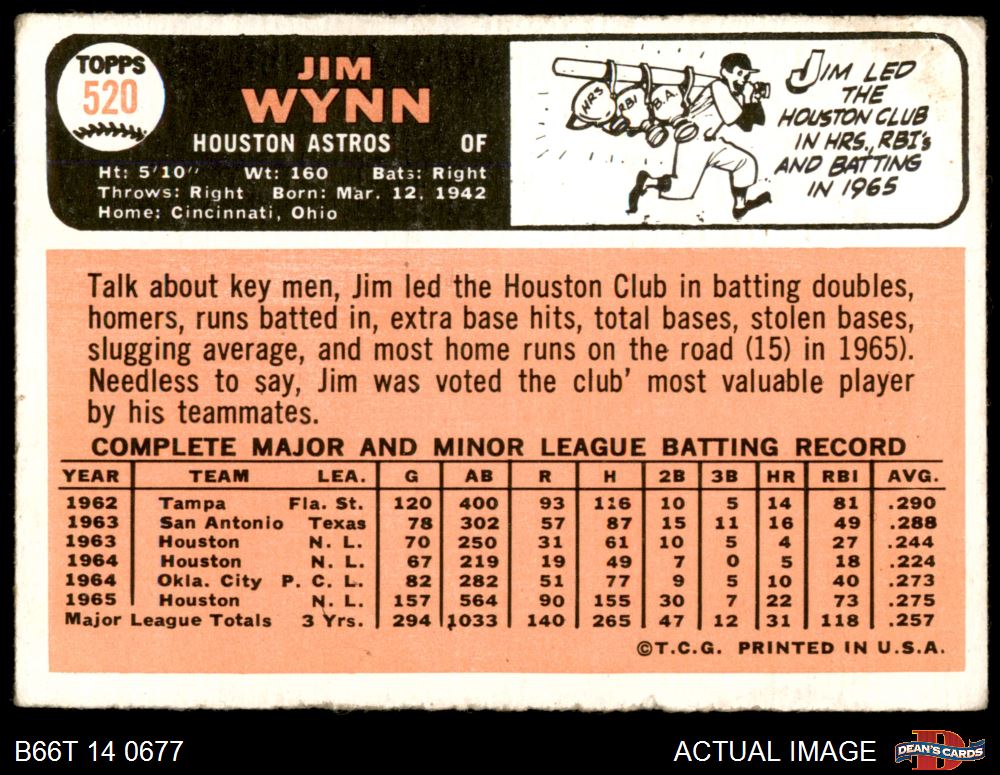 TOPPS
520
JIM
WYNN
HOUSTON ASTROS OF
Ht: 5'10" Wt: 160 Bats: Right
Throws: Right Born: Mar. 12, 1942
Home: Cincinnati, Ohio
HRS
RBI
B.A.
JIM LED
THE
HOUSTON CLUB
IN HRS., RBI's
AND BATTING
IN 1965
Talk about key men, Jim led the Houston Club in batting doubles,
homers, runs batted in, extra base hits, total bases, stolen bases,
slugging average, and most home runs on the road (15) in 1965).
Needless to say, Jim was voted the club' most valuable player
by his teammates.
COMPLETE MAJOR AND MINOR LEAGUE BATTING RECORD
YEAR TEAM LEA. G AB R H 2B 3B HR RBI AVG.
1962 Tampa Fla. St. 120 400 93 116 10 5 14 81 .290
1963 San Antonio Texas 78 302 57 87 15 11 16 49 .288
1963 Houston N. L. 70 250 31 61 10 5 4 27 .244
1964 Houston N. L. 67 219 19 49 7 0 5 18 .224
1964 Okla. City P. C. L. 82 282 51 77 9 5 10 40 .273
1965 Houston N. L. 157 564 90 155 30 7 22 73 .275
Major League Totals 3 Yrs. 294 1033 140 265 47 12 31 118 .257
©T.C.G. PRINTED IN U.S.A.
B66T 14 0677
ACTUAL IMAGE
DEAN'S CARDS